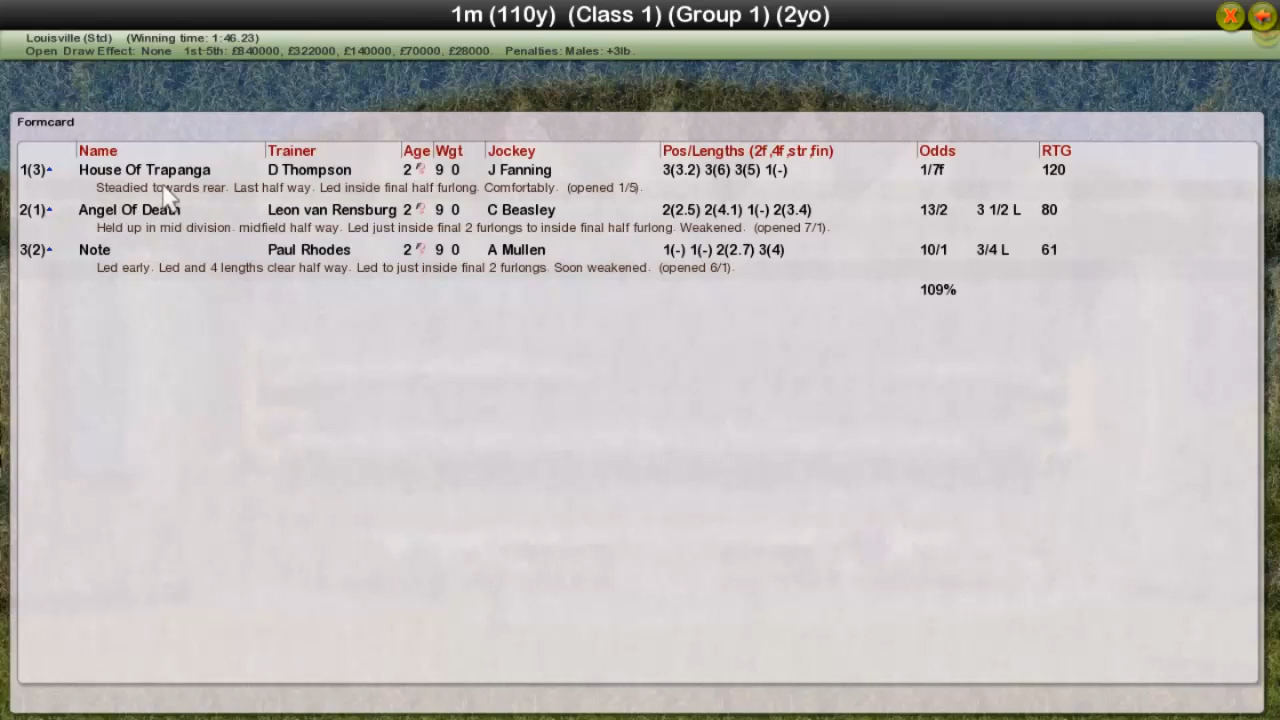 1m (110y)  (Class 1) (Group 1) (2yo)
Louisville (Std)   (Winning time: 1:46.23)
Open Draw Effect: None   1st-5th: £840000, £322000, £140000, £70000, £28000.   Penalties: Males: +3lb.
Formcard
Name Trainer Age Wgt Jockey Pos/Lengths (2f,4f,str,fin) Odds RTG
1(3) House Of Trapanga D Thompson 2 9 0 J Fanning 3(3.2) 3(6) 3(5) 1(-) 1/7f 120
Steadied towards rear. Last half way. Led inside final half furlong. Comfortably. (opened 1/5).
2(1) Angel Of Death Leon van Rensburg 2 9 0 C Beasley 2(2.5) 2(4.1) 1(-) 2(3.4) 13/2 3 1/2 L 80
Held up in mid division. midfield half way. Led just inside final 2 furlongs to inside final half furlong. Weakened. (opened 7/1).
3(2) Note Paul Rhodes 2 9 0 A Mullen 1(-) 1(-) 2(2.7) 3(4) 10/1 3/4 L 61
Led early. Led and 4 lengths clear half way. Led to just inside final 2 furlongs. Soon weakened. (opened 6/1).
109%